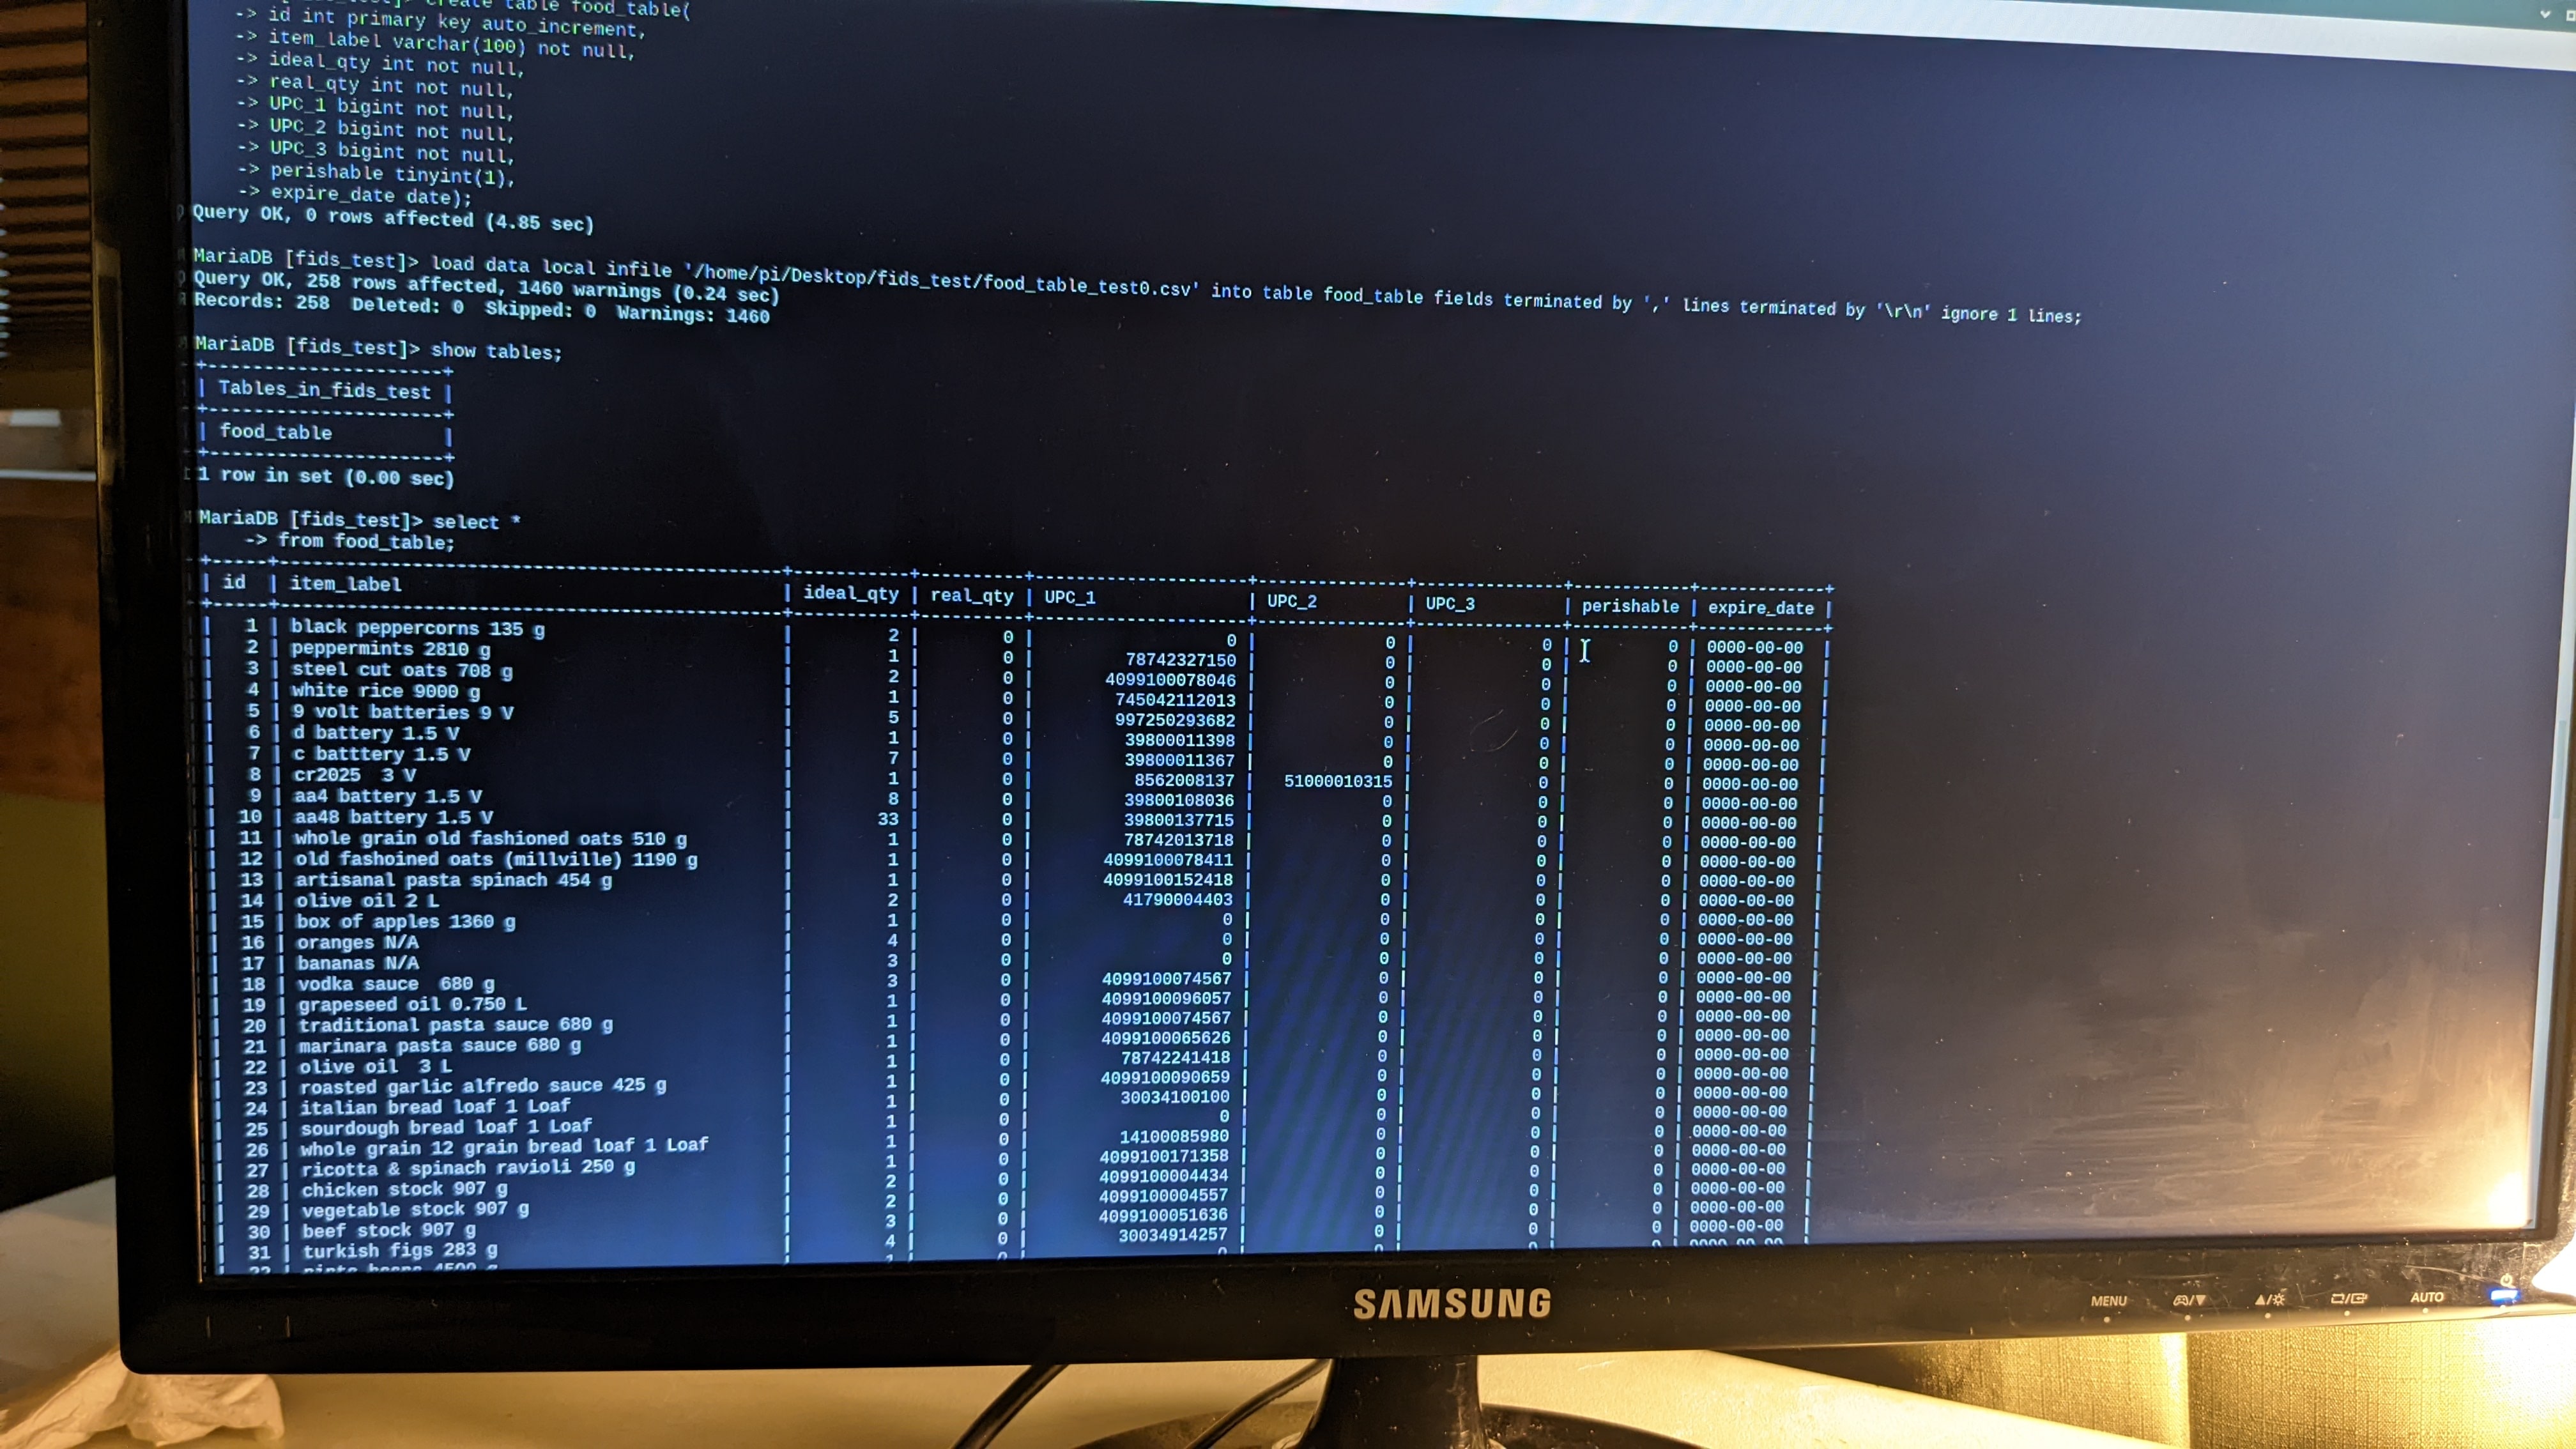 create table food_table(
-> id int primary key auto_increment,
-> item_label varchar(100) not null,
-> ideal_qty int not null,
-> real_qty int not null,
-> UPC_1 bigint not null,
-> UPC_2 bigint not null,
-> UPC_3 bigint not null,
-> perishable tinyint(1),
-> expire_date date);
Query OK, 0 rows affected (4.85 sec)
MariaDB [fids_test]> load data local infile '/home/pi/Desktop/fids_test/food_table_test0.csv' into table food_table fields terminated by ',' lines terminated by '\r\n' ignore 1 lines;
Query OK, 258 rows affected, 1460 warnings (0.24 sec)
Records: 258  Deleted: 0  Skipped: 0  Warnings: 1460
MariaDB [fids_test]> show tables;
| Tables_in_fids_test |
| food_table |
1 row in set (0.00 sec)
MariaDB [fids_test]> select *
-> from food_table;
| id | item_label | ideal_qty | real_qty | UPC_1 | UPC_2 | UPC_3 | perishable | expire_date |
| 1 | black peppercorns 135 g | 2 | 0 | 0 | 0 | 0 | 0 | 0000-00-00 |
| 2 | peppermints 2810 g | 1 | 0 | 78742327150 | 0 | 0 | 0 | 0000-00-00 |
| 3 | steel cut oats 708 g | 2 | 0 | 4099100078046 | 0 | 0 | 0 | 0000-00-00 |
| 4 | white rice 9000 g | 1 | 0 | 745042112013 | 0 | 0 | 0 | 0000-00-00 |
| 5 | 9 volt batteries 9 V | 5 | 0 | 997250293682 | 0 | 0 | 0 | 0000-00-00 |
| 6 | d battery 1.5 V | 1 | 0 | 39800011398 | 0 | 0 | 0 | 0000-00-00 |
| 7 | c batttery 1.5 V | 7 | 0 | 39800011367 | 0 | 0 | 0 | 0000-00-00 |
| 8 | cr2025  3 V | 1 | 0 | 8562008137 | 51000010315 | 0 | 0 | 0000-00-00 |
| 9 | aa4 battery 1.5 V | 8 | 0 | 39800108036 | 0 | 0 | 0 | 0000-00-00 |
| 10 | aa48 battery 1.5 V | 33 | 0 | 39800137715 | 0 | 0 | 0 | 0000-00-00 |
| 11 | whole grain old fashioned oats 510 g | 1 | 0 | 78742013718 | 0 | 0 | 0 | 0000-00-00 |
| 12 | old fashoined oats (millville) 1190 g | 1 | 0 | 4099100078411 | 0 | 0 | 0 | 0000-00-00 |
| 13 | artisanal pasta spinach 454 g | 1 | 0 | 4099100152418 | 0 | 0 | 0 | 0000-00-00 |
| 14 | olive oil 2 L | 2 | 0 | 41790004403 | 0 | 0 | 0 | 0000-00-00 |
| 15 | box of apples 1360 g | 1 | 0 | 0 | 0 | 0 | 0 | 0000-00-00 |
| 16 | oranges N/A | 4 | 0 | 0 | 0 | 0 | 0 | 0000-00-00 |
| 17 | bananas N/A | 3 | 0 | 0 | 0 | 0 | 0 | 0000-00-00 |
| 18 | vodka sauce  680 g | 3 | 0 | 4099100074567 | 0 | 0 | 0 | 0000-00-00 |
| 19 | grapeseed oil 0.750 L | 1 | 0 | 4099100096057 | 0 | 0 | 0 | 0000-00-00 |
| 20 | traditional pasta sauce 680 g | 1 | 0 | 4099100074567 | 0 | 0 | 0 | 0000-00-00 |
| 21 | marinara pasta sauce 680 g | 1 | 0 | 4099100065626 | 0 | 0 | 0 | 0000-00-00 |
| 22 | olive oil  3 L | 1 | 0 | 78742241418 | 0 | 0 | 0 | 0000-00-00 |
| 23 | roasted garlic alfredo sauce 425 g | 1 | 0 | 4099100090659 | 0 | 0 | 0 | 0000-00-00 |
| 24 | italian bread loaf 1 Loaf | 1 | 0 | 30034100100 | 0 | 0 | 0 | 0000-00-00 |
| 25 | sourdough bread loaf 1 Loaf | 1 | 0 | 0 | 0 | 0 | 0 | 0000-00-00 |
| 26 | whole grain 12 grain bread loaf 1 Loaf | 1 | 0 | 14100085980 | 0 | 0 | 0 | 0000-00-00 |
| 27 | ricotta & spinach ravioli 250 g | 1 | 0 | 4099100171358 | 0 | 0 | 0 | 0000-00-00 |
| 28 | chicken stock 907 g | 2 | 0 | 4099100004434 | 0 | 0 | 0 | 0000-00-00 |
| 29 | vegetable stock 907 g | 2 | 0 | 4099100004557 | 0 | 0 | 0 | 0000-00-00 |
| 30 | beef stock 907 g | 3 | 0 | 4099100051636 | 0 | 0 | 0 | 0000-00-00 |
| 31 | turkish figs 283 g | 4 | 0 | 30034914257 | 0 | 0 | 0 | 0000-00-00 |
SAMSUNG
MENU
AUTO